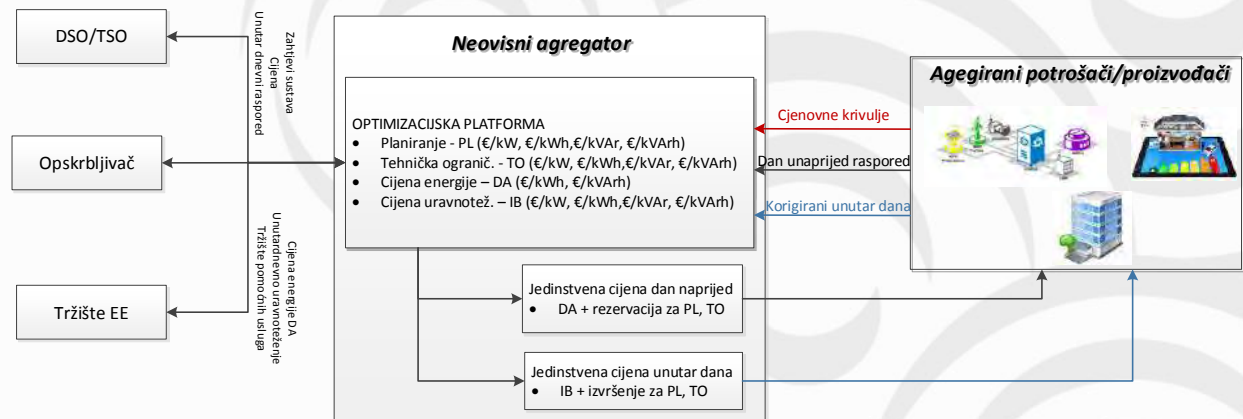 DSO/TSO
Opskrbljivač
Tržište EE
Zahtjevi sustava
Cijena
Unutar dnevni raspored
Cijena energije DA
Unutardnevno uravnoteženje
Tržište pomoćnih usluga
Neovisni agregator
OPTIMIZACIJSKA PLATFORMA
• Planiranje - PL (€/kW, €/kWh,€/kVAr, €/kVArh)
• Tehnička ogranič. - TO (€/kW, €/kWh,€/kVAr, €/kVArh)
• Cijena energije – DA (€/kWh, €/kVArh)
• Cijena uravnotež. – IB (€/kW, €/kWh,€/kVAr, €/kVArh)
Jedinstvena cijena dan naprijed
• DA + rezervacija za PL, TO
Jedinstvena cijena unutar dana
• IB + izvršenje za PL, TO
Cjenovne krivulje
Dan unaprijed raspored
Korigirani unutar dana
Agegirani potrošači/proizvođači